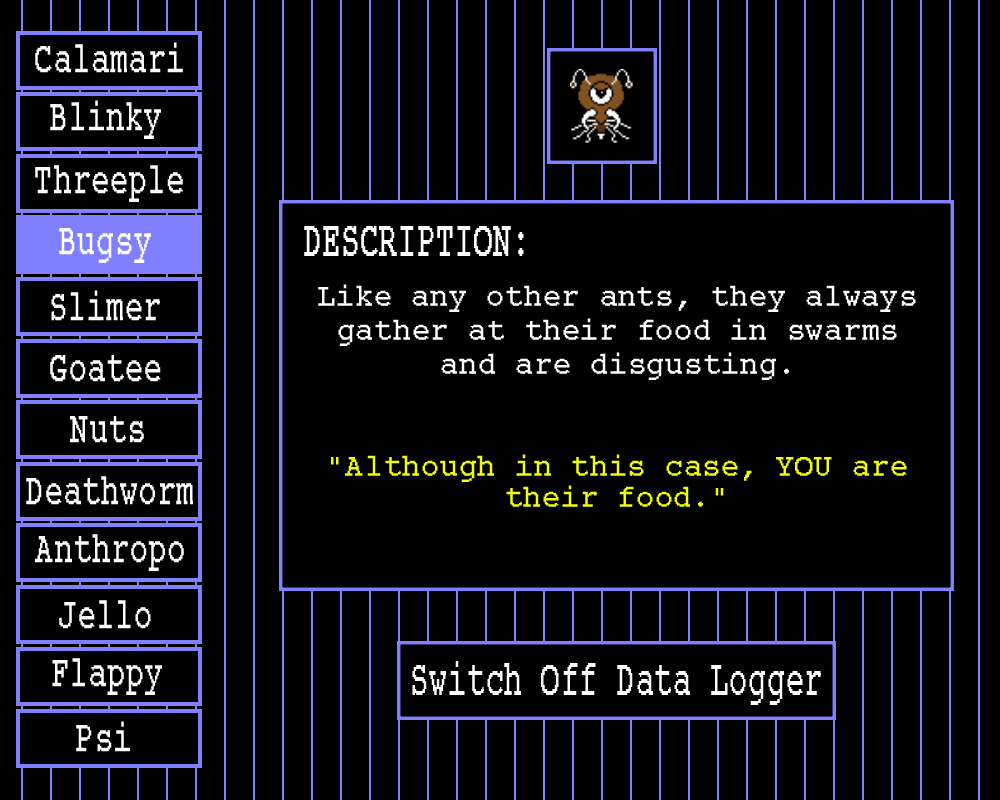 Calamari
Blinky
Threeple
Bugsy
Slimer
Goatee
Nuts
Deathworm
Anthropo
Jello
Flappy
Psi
DESCRIPTION:
Like any other ants, they always
gather at their food in swarms
and are disgusting.
"Although in this case, YOU are
their food."
Switch Off Data Logger